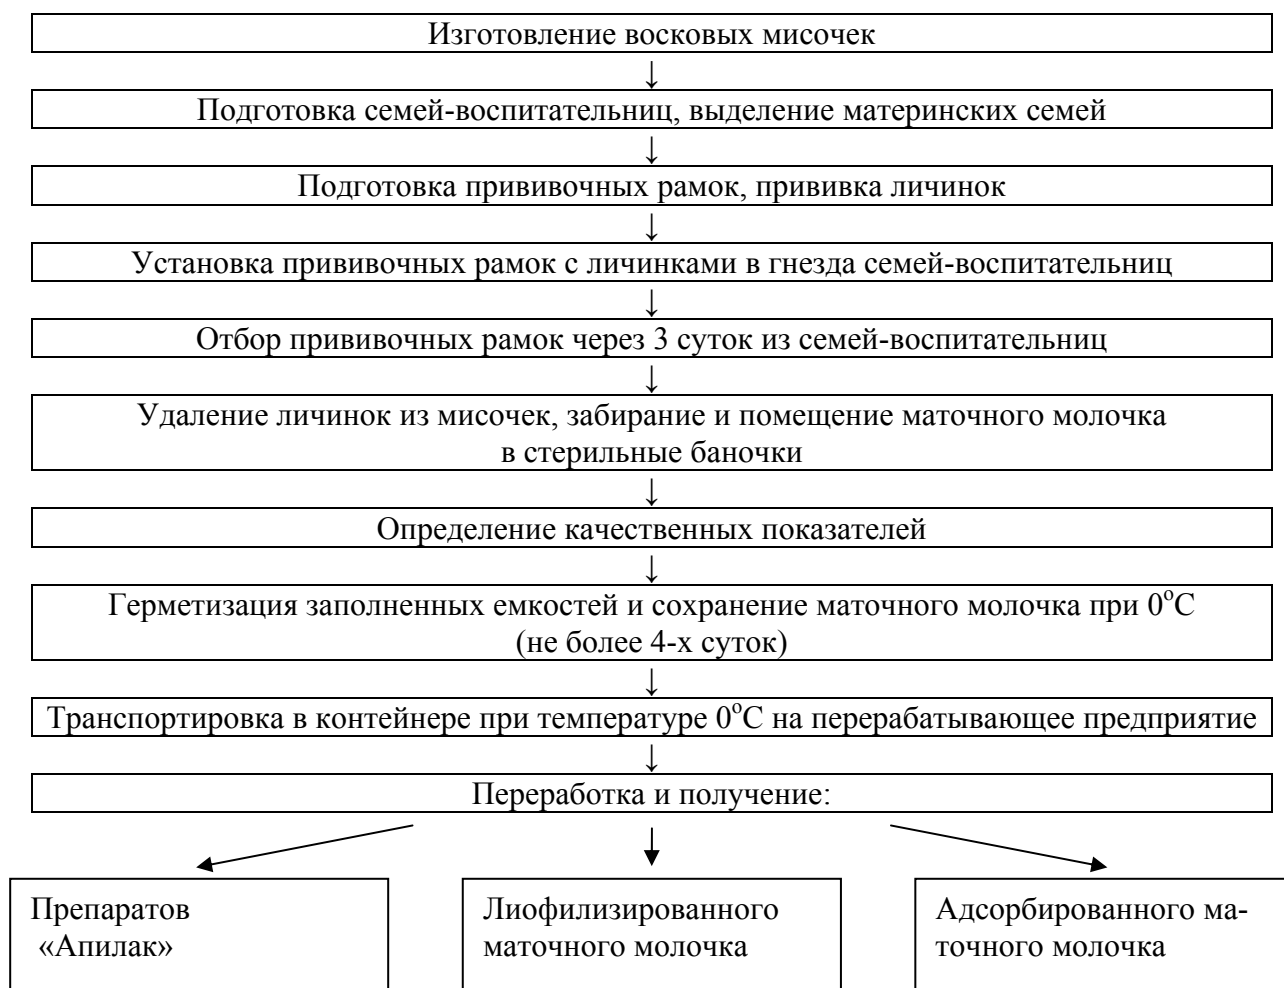 Изготовление восковых мисочек
↓
Подготовка семей-воспитательниц, выделение материнских семей
↓
Подготовка прививочных рамок, прививка личинок
↓
Установка прививочных рамок с личинками в гнезда семей-воспитательниц
↓
Отбор прививочных рамок через 3 суток из семей-воспитательниц
↓
Удаление личинок из мисочек, забирание и помещение маточного молочка
в стерильные баночки
↓
Определение качественных показателей
↓
Герметизация заполненных емкостей и сохранение маточного молочка при 0°С
(не более 4-х суток)
↓
Транспортировка в контейнере при температуре 0°С на перерабатывающее предприятие
↓
Переработка и получение:
Препаратов
«Апилак»
Лиофилизированного
маточного молочка
Адсорбированного ма-
точного молочка